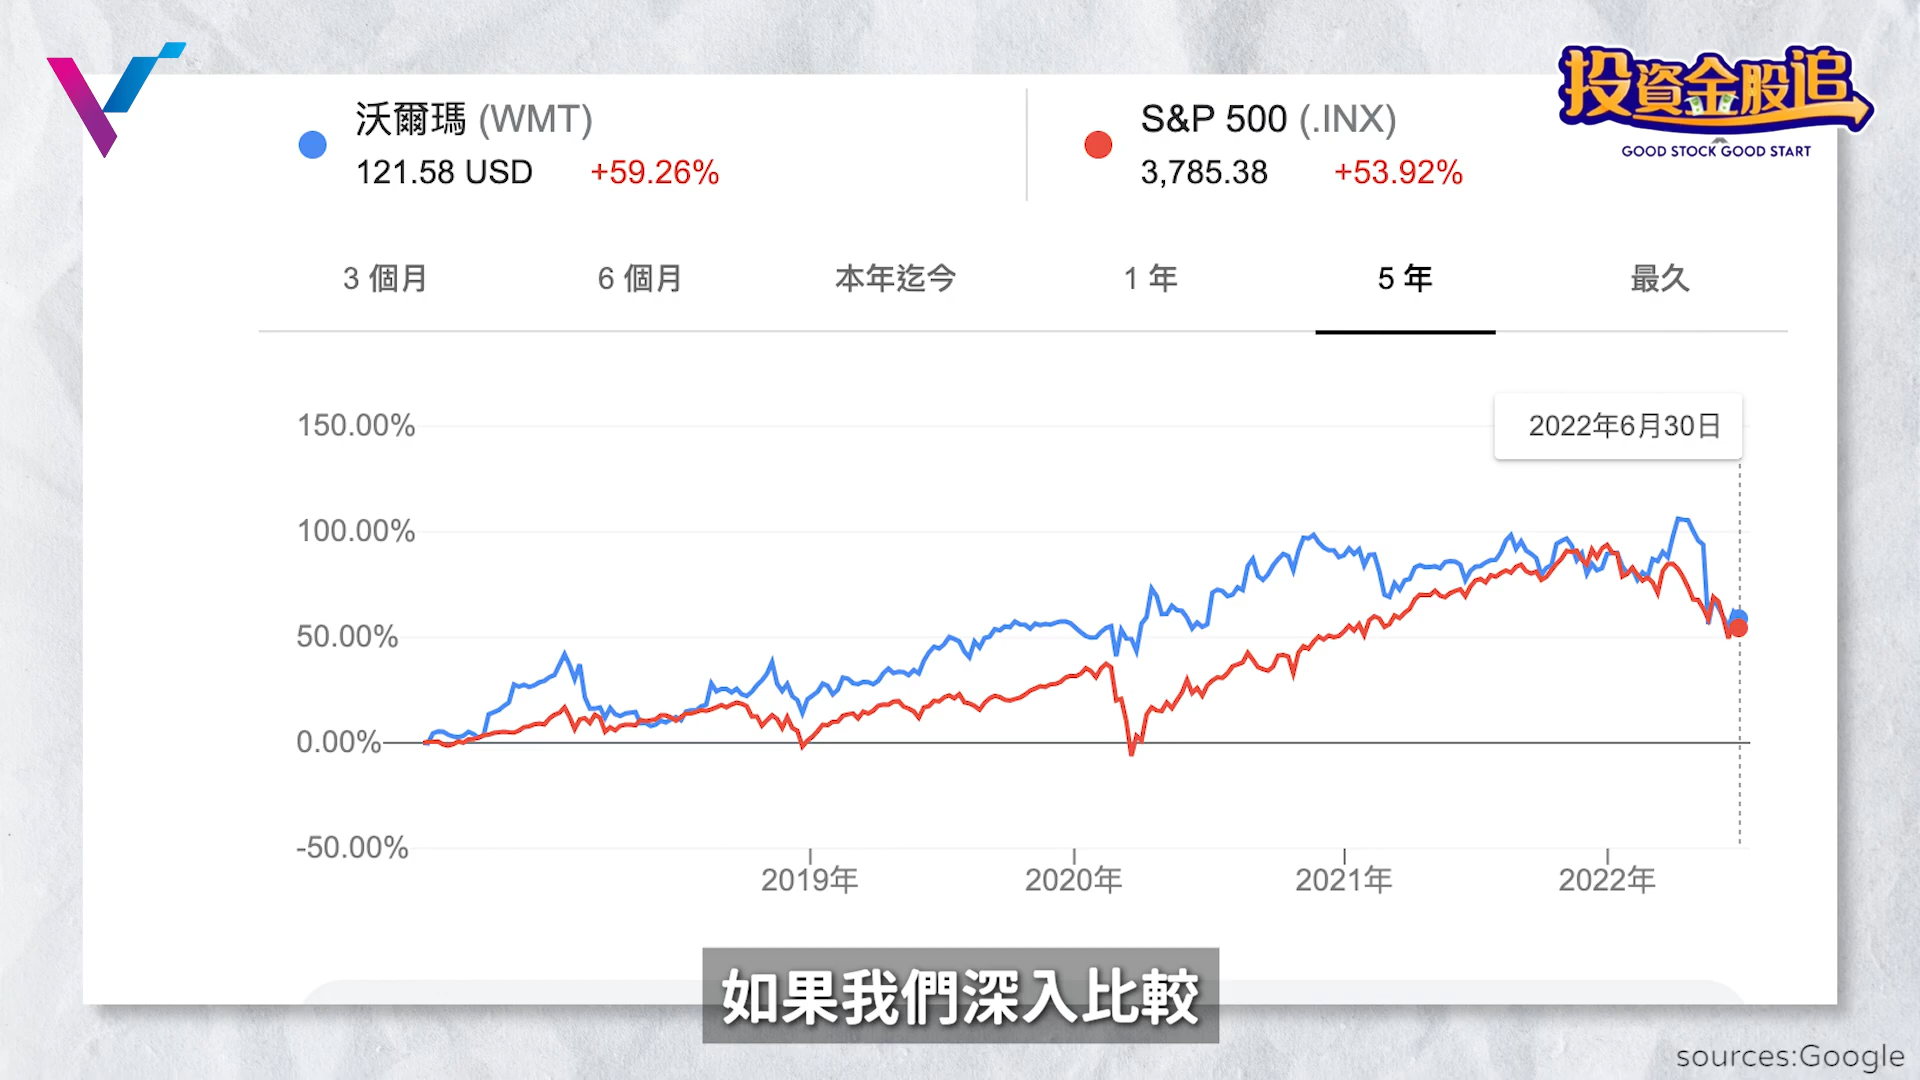 投資金股追
GOOD STOCK GOOD START
沃爾瑪 (WMT)
121.58 USD +59.26%
S&P 500 (.INX)
3,785.38 +53.92%
3 個月 6 個月 本年迄今 1 年 5 年 最久
2022年6月30日
150.00%
100.00%
50.00%
0.00%
-50.00%
2019年 2020年 2021年 2022年
如果我們深入比較
sources:Google